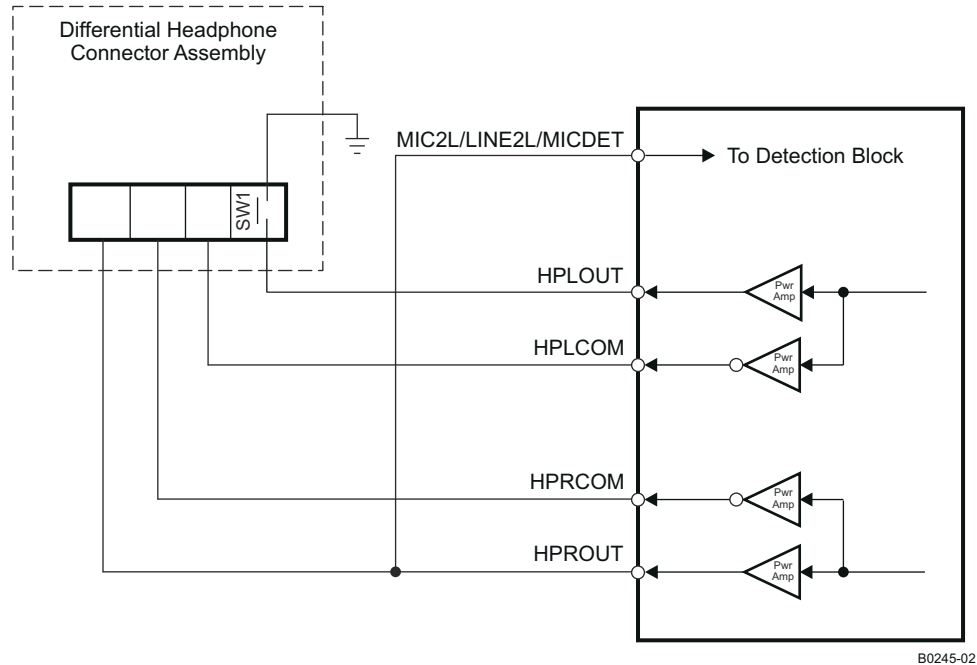 Differential Headphone
Connector Assembly
MIC2L/LINE2L/MICDET
To Detection Block
SW1
HPLOUT
Pwr
Amp
HPLCOM
Pwr
Amp
HPRCOM
Pwr
Amp
HPROUT
Pwr
Amp
B0245-02